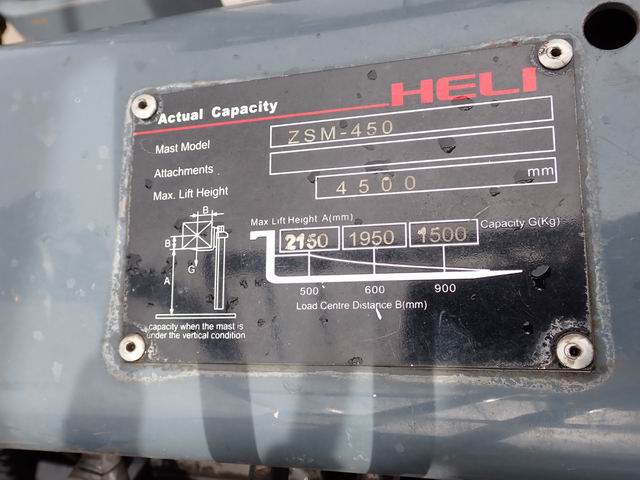 HELI
Actual Capacity
Mast Model ZSM-450
Attachments
Max. Lift Height 4500 mm
Max Lift Height A(mm)
2150 1950 1500 Capacity G(Kg)
500 600 900
Load Centre Distance B(mm)
B
B
G
A
capacity when the mast is
under the vertical condition